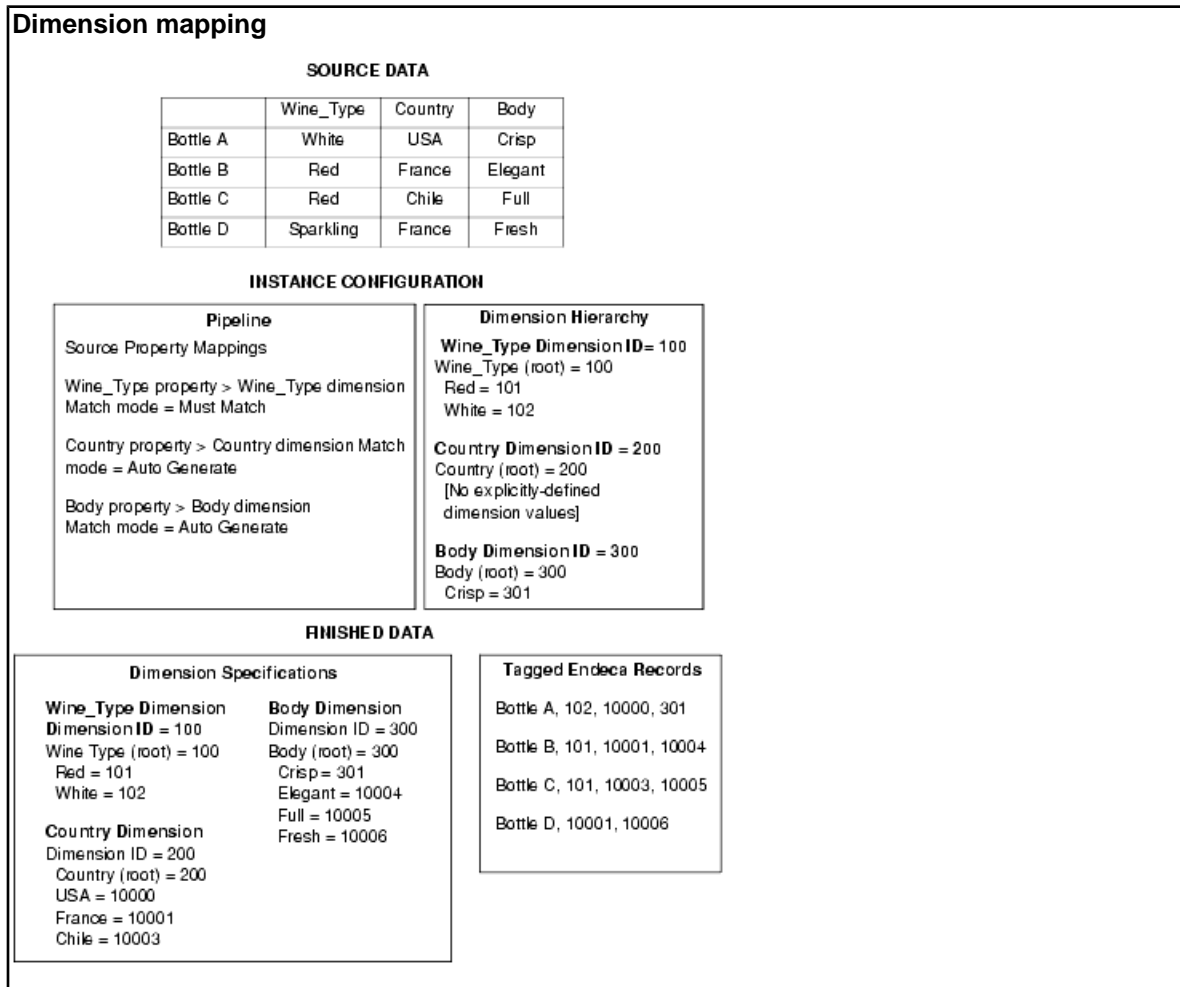 Dimension mapping
SOURCE DATA
Wine_Type Country Body
Bottle A White USA Crisp
Bottle B Red France Elegant
Bottle C Red Chile Full
Bottle D Sparkling France Fresh
INSTANCE CONFIGURATION
Pipeline
Source Property Mappings
Wine_Type property > Wine_Type dimension
Match mode = Must Match
Country property > Country dimension Match
mode = Auto Generate
Body property > Body dimension
Match mode = Auto Generate
Dimension Hierarchy
Wine_Type Dimension ID= 100
Wine_Type (root) = 100
Red = 101
White = 102
Country Dimension ID = 200
Country (root) = 200
[No explicitly-defined
dimension values]
Body Dimension ID = 300
Body (root) = 300
Crisp = 301
FINISHED DATA
Dimension Specifications
Wine_Type Dimension
Dimension ID = 100
Wine Type (root) = 100
Red = 101
White = 102
Country Dimension
Dimension ID = 200
Country (root) = 200
USA = 10000
France = 10001
Chile = 10003
Body Dimension
Dimension ID = 300
Body (root) = 300
Crisp = 301
Elegant = 10004
Full = 10005
Fresh = 10006
Tagged Endeca Records
Bottle A, 102, 10000, 301
Bottle B, 101, 10001, 10004
Bottle C, 101, 10003, 10005
Bottle D, 10001, 10006